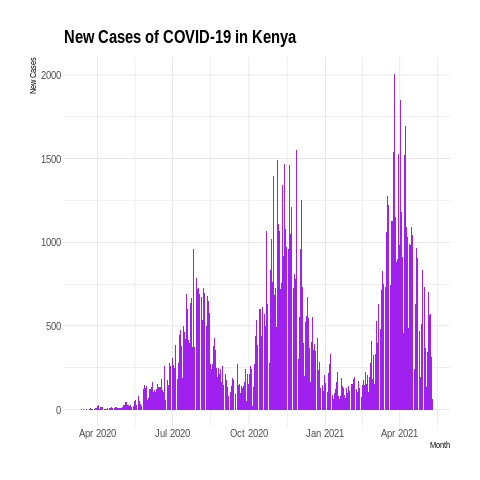 New Cases of COVID-19 in Kenya
New Cases
2000
1500
1000
500
0
Apr 2020 Jul 2020 Oct 2020 Jan 2021 Apr 2021
Month